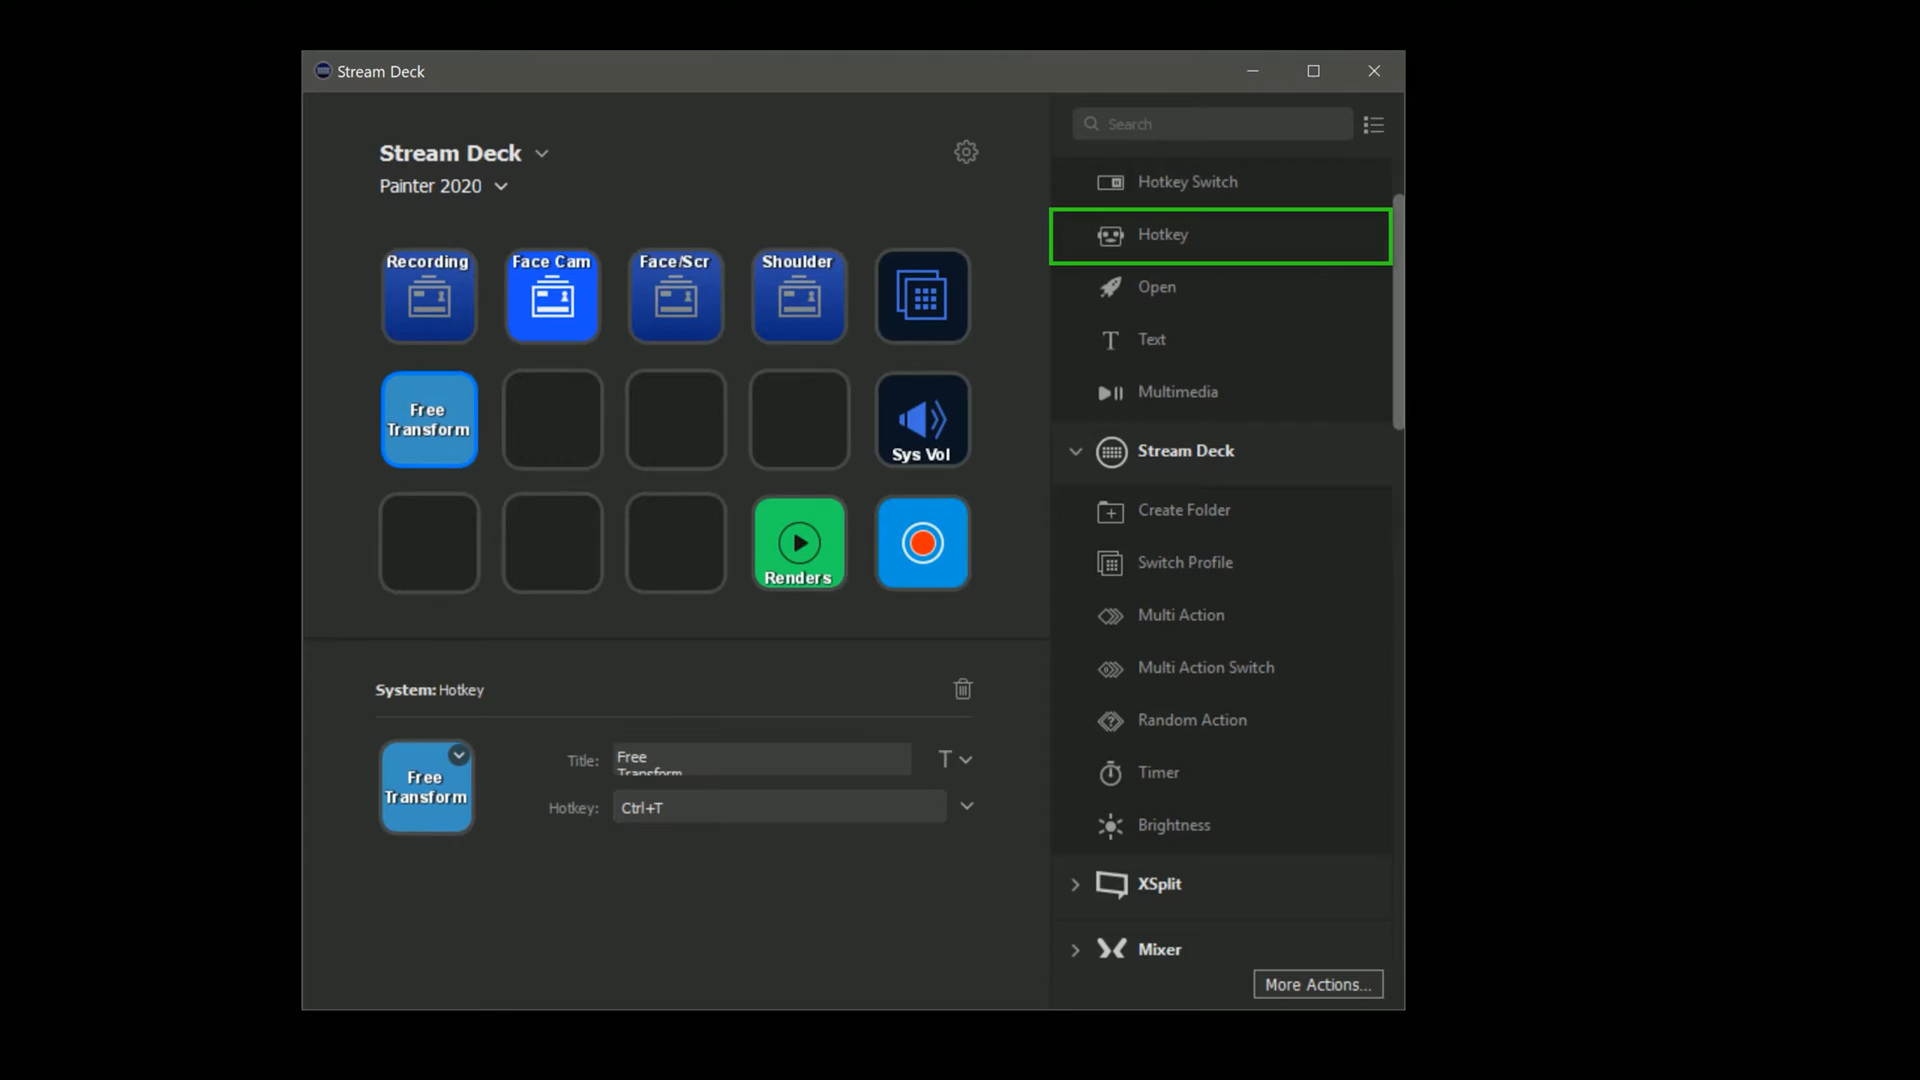 Stream Deck
Search
Stream Deck
Painter 2020
Recording
Face Cam
Face/Scr
Shoulder
Free
Transform
Sys Vol
Renders
System: Hotkey
Free
Transform
Title:
Free
Transform
T
Hotkey:
Ctrl+T
Hotkey Switch
Hotkey
Open
Text
Multimedia
Stream Deck
Create Folder
Switch Profile
Multi Action
Multi Action Switch
Random Action
Timer
Brightness
XSplit
Mixer
More Actions...